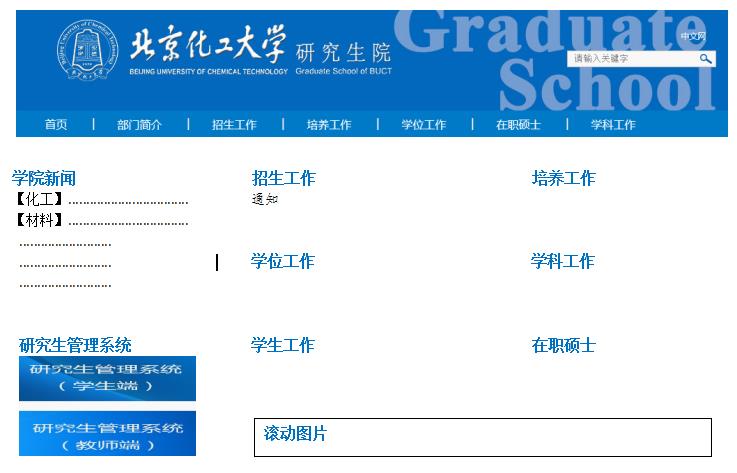 Graduate
School
北京化工大学 研究生院
BEIJING UNIVERSITY OF CHEMICAL TECHNOLOGY Graduate School of BUCT
中文网
请输入关键字
首页 | 部门简介 | 招生工作 | 培养工作 | 学位工作 | 在职硕士 | 学科工作
学院新闻
【化工】..................................
【材料】..................................
..........................
..........................
..........................
招生工作
通知
培养工作
学位工作
学科工作
研究生管理系统
研究生管理系统
（学生端）
研究生管理系统
（教师端）
学生工作
在职硕士
滚动图片